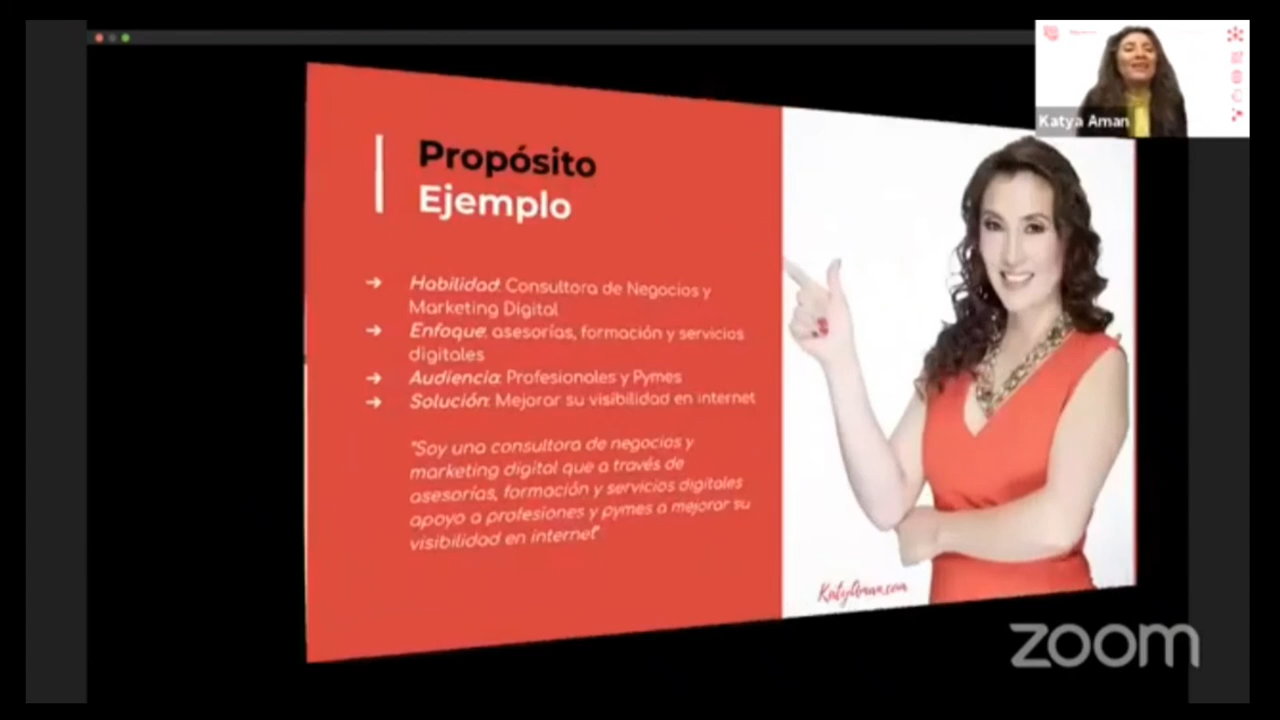 Katya Aman
Propósito
Ejemplo
➔ Habilidad: Consultora de Negocios y
Marketing Digital
➔ Enfoque: asesorías, formación y servicios
digitales
➔ Audiencia: Profesionales y Pymes
➔ Solución: Mejorar su visibilidad en internet
"Soy una consultora de negocios y
marketing digital que a través de
asesorías, formación y servicios digitales
apoyo a profesiones y pymes a mejorar su
visibilidad en internet"
KatyAman.com
zoom